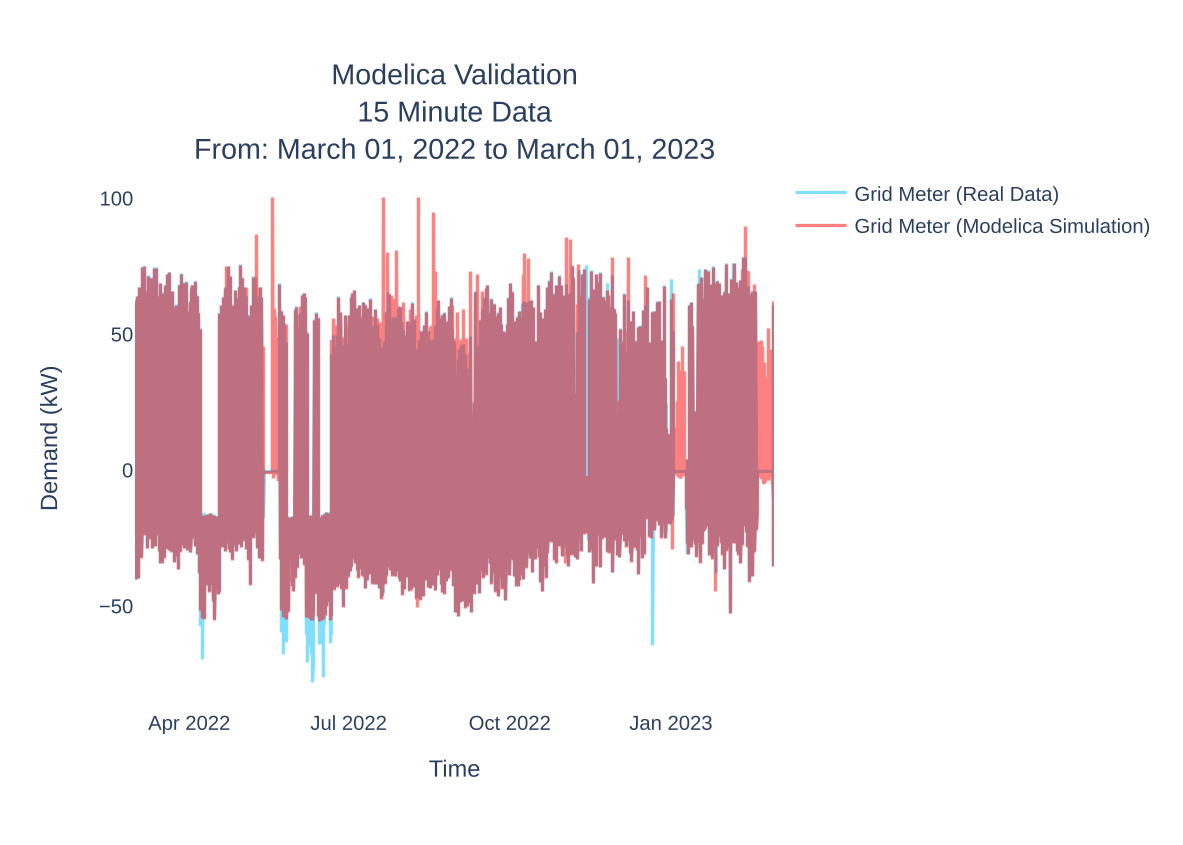 Modelica Validation
15 Minute Data
From: March 01, 2022 to March 01, 2023
Grid Meter (Real Data)
Grid Meter (Modelica Simulation)
100
50
0
−50
Demand (kW)
Apr 2022
Jul 2022
Oct 2022
Jan 2023
Time